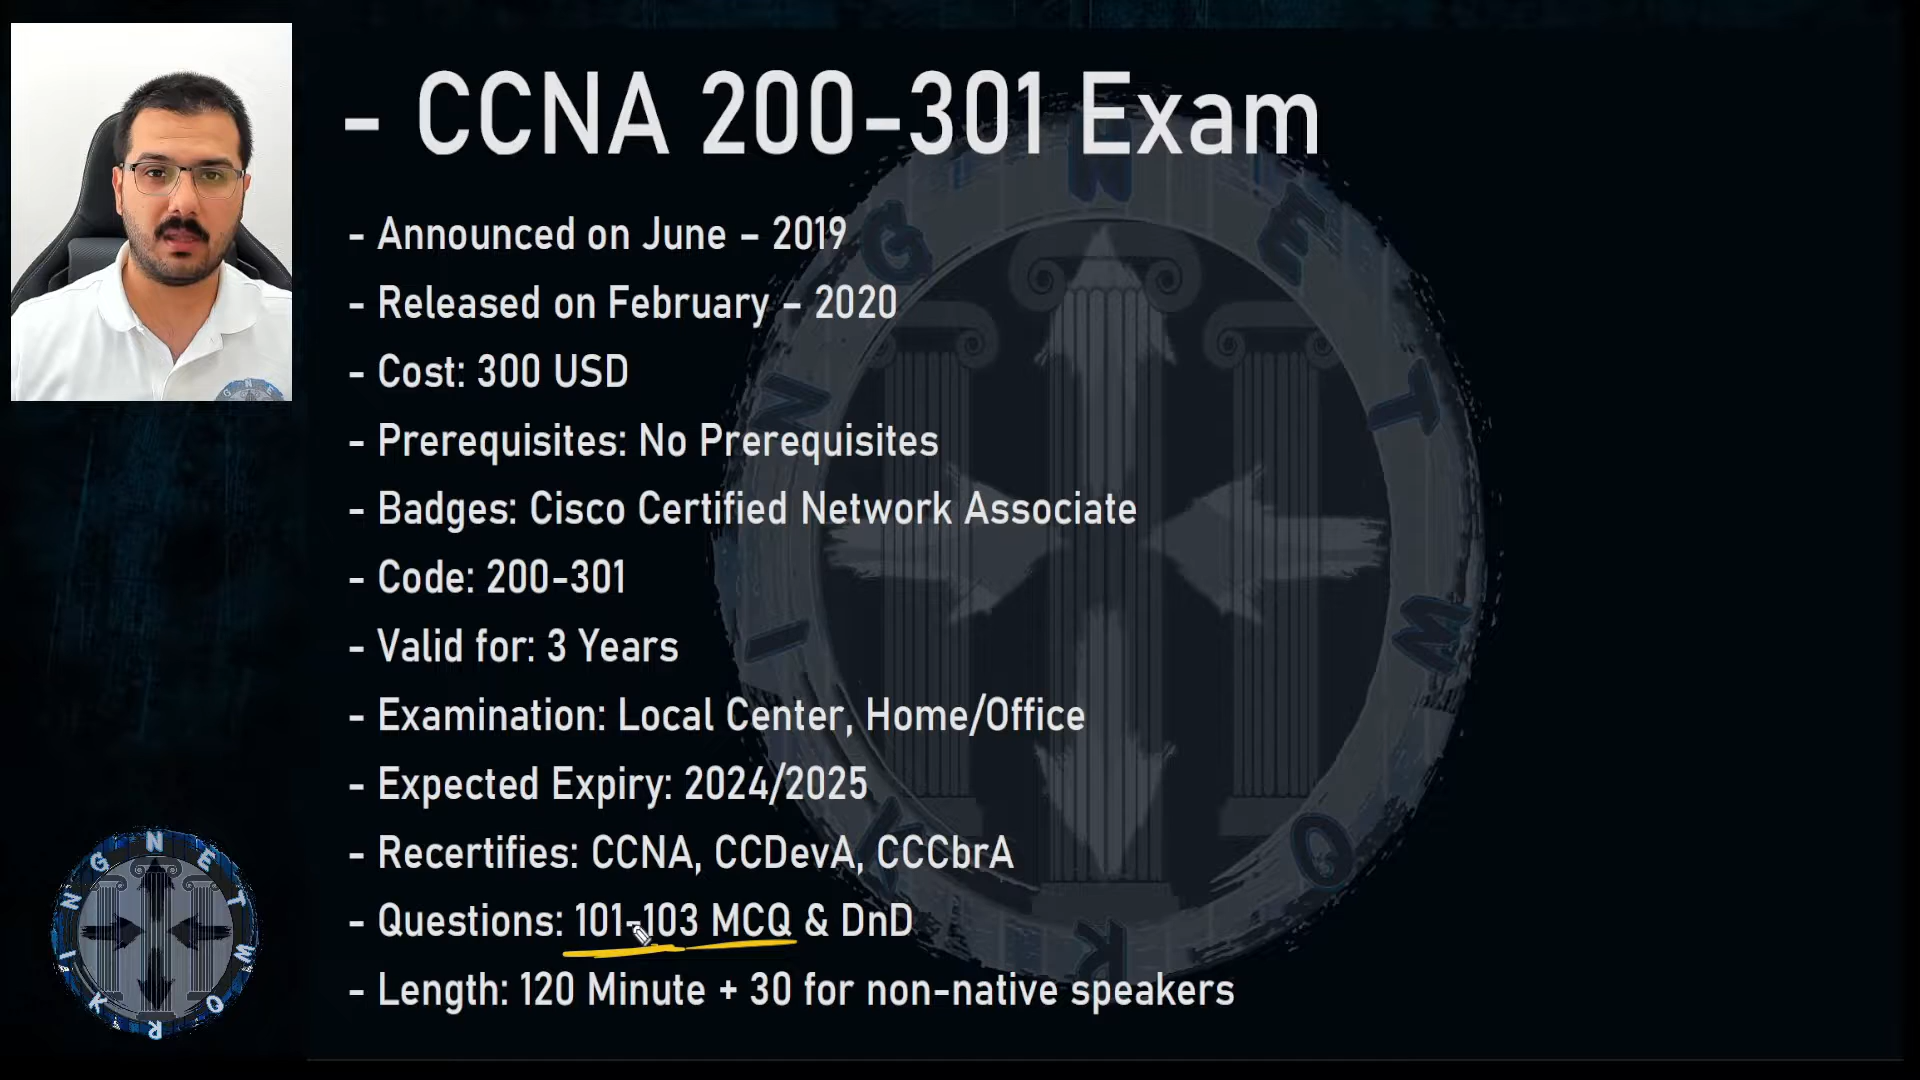 - CCNA 200-301 Exam
- Announced on June - 2019
- Released on February - 2020
- Cost: 300 USD
- Prerequisites: No Prerequisites
- Badges: Cisco Certified Network Associate
- Code: 200-301
- Valid for: 3 Years
- Examination: Local Center, Home/Office
- Expected Expiry: 2024/2025
- Recertifies: CCNA, CCDevA, CCCbrA
- Questions: 101-103 MCQ & DnD
- Length: 120 Minute + 30 for non-native speakers
NETWORKING
NETWORKING